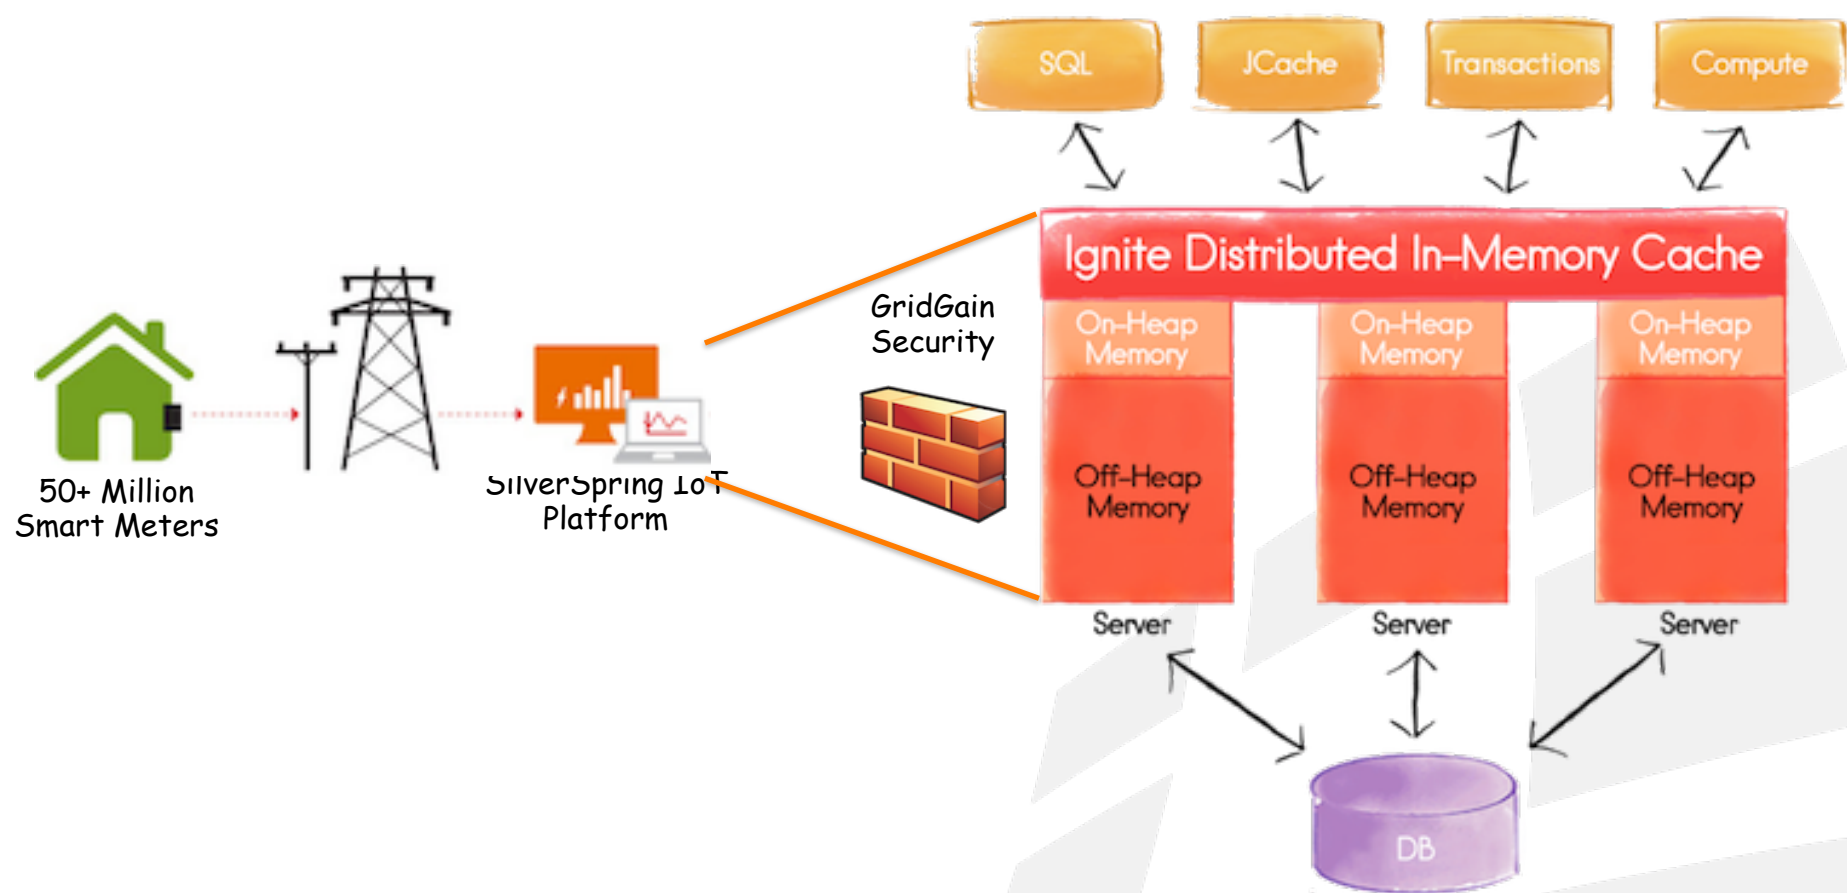 SQL
JCache
Transactions
Compute
Ignite Distributed In-Memory Cache
GridGain
Security
On-Heap
Memory
On-Heap
Memory
On-Heap
Memory
Off-Heap
Memory
Off-Heap
Memory
Off-Heap
Memory
50+ Million
Smart Meters
SilverSpring IoT
Platform
Server
Server
Server
DB